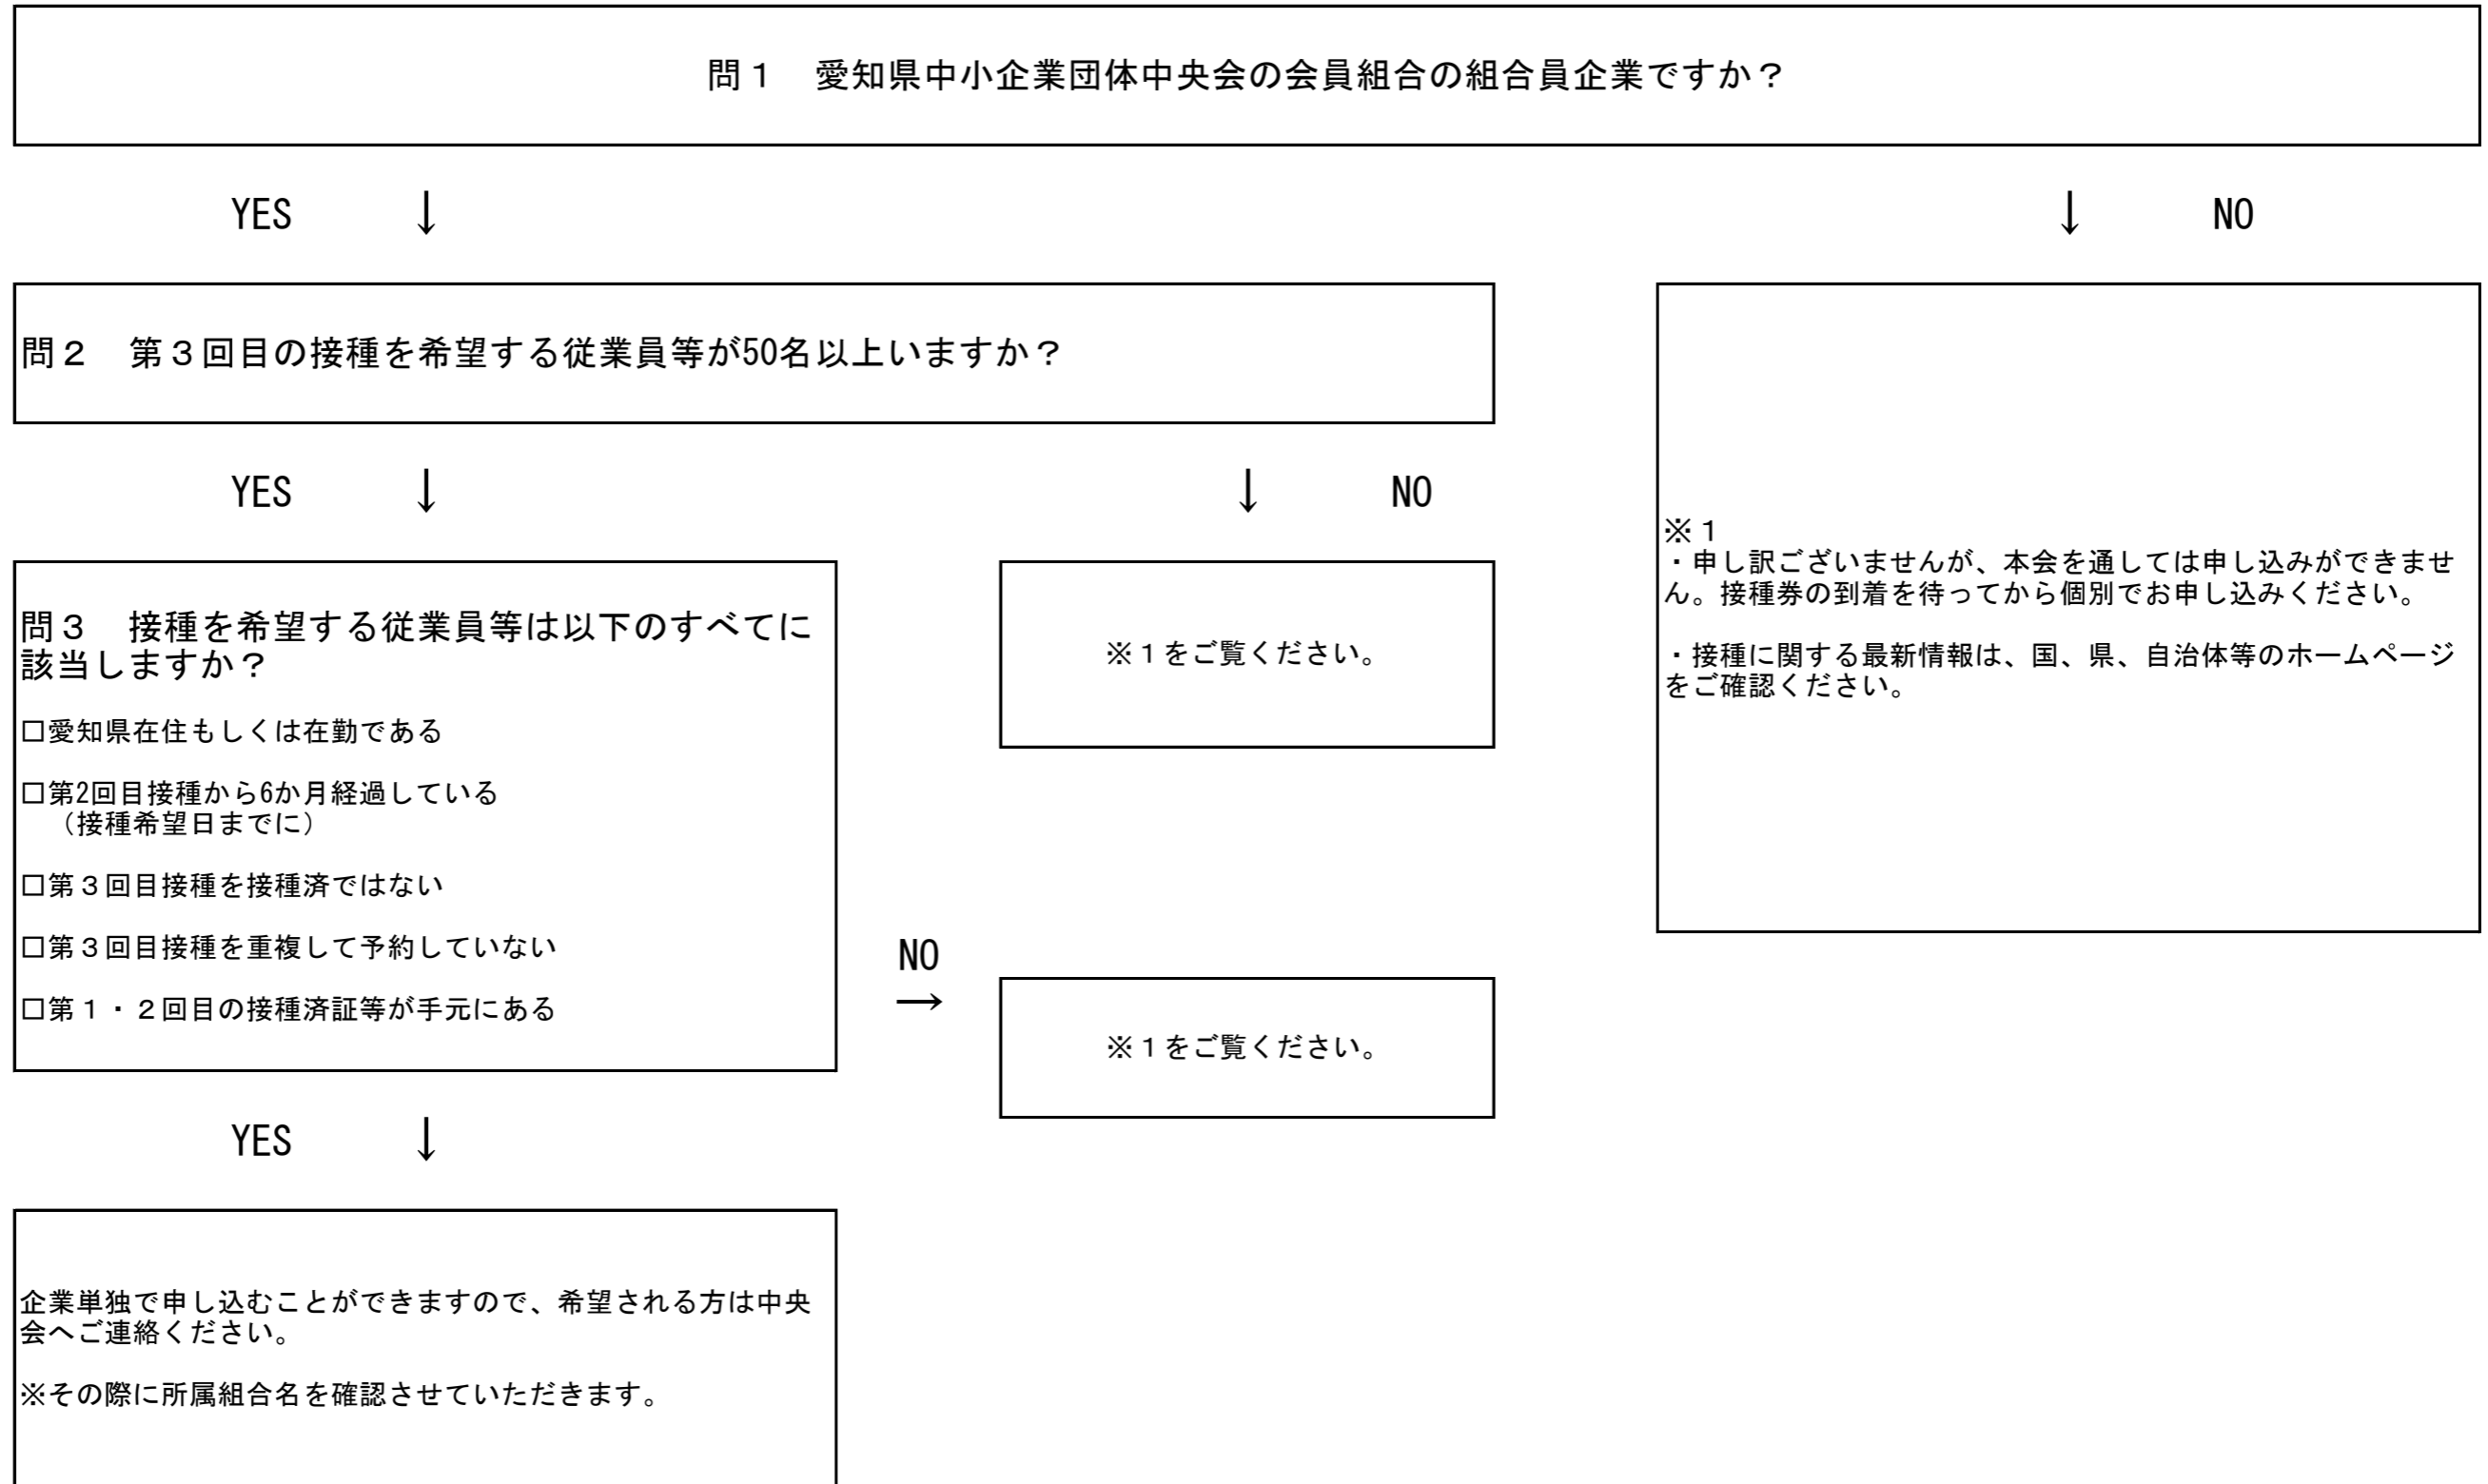 問１　愛知県中小企業団体中央会の会員組合の組合員企業ですか？
YES ↓
↓ NO
問２　第３回目の接種を希望する従業員等が50名以上いますか？
YES ↓
↓ NO
※１
・申し訳ございませんが、本会を通しては申し込みができませ
ん。接種券の到着を待ってから個別でお申し込みください。
・接種に関する最新情報は、国、県、自治体等のホームページ
をご確認ください。
問３　接種を希望する従業員等は以下のすべてに
該当しますか？
□愛知県在住もしくは在勤である
□第2回目接種から6か月経過している
（接種希望日までに）
□第３回目接種を接種済ではない
□第３回目接種を重複して予約していない
□第１・２回目の接種済証等が手元にある
※１をご覧ください。
NO
→
※１をご覧ください。
YES ↓
企業単独で申し込むことができますので、希望される方は中央
会へご連絡ください。
※その際に所属組合名を確認させていただきます。